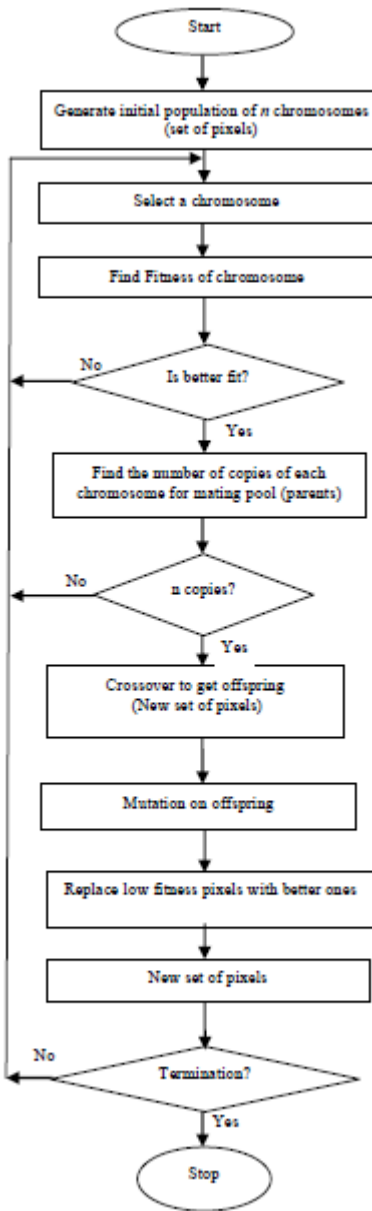 Start
Generate initial population of n chromosomes
(set of pixels)
Select a chromosome
Find Fitness of chromosome
No
Is better fit?
Yes
Find the number of copies of each
chromosome for mating pool (parents)
No
n copies?
Yes
Crossover to get offspring
(New set of pixels)
Mutation on offspring
Replace low fitness pixels with better ones
New set of pixels
No
Termination?
Yes
Stop